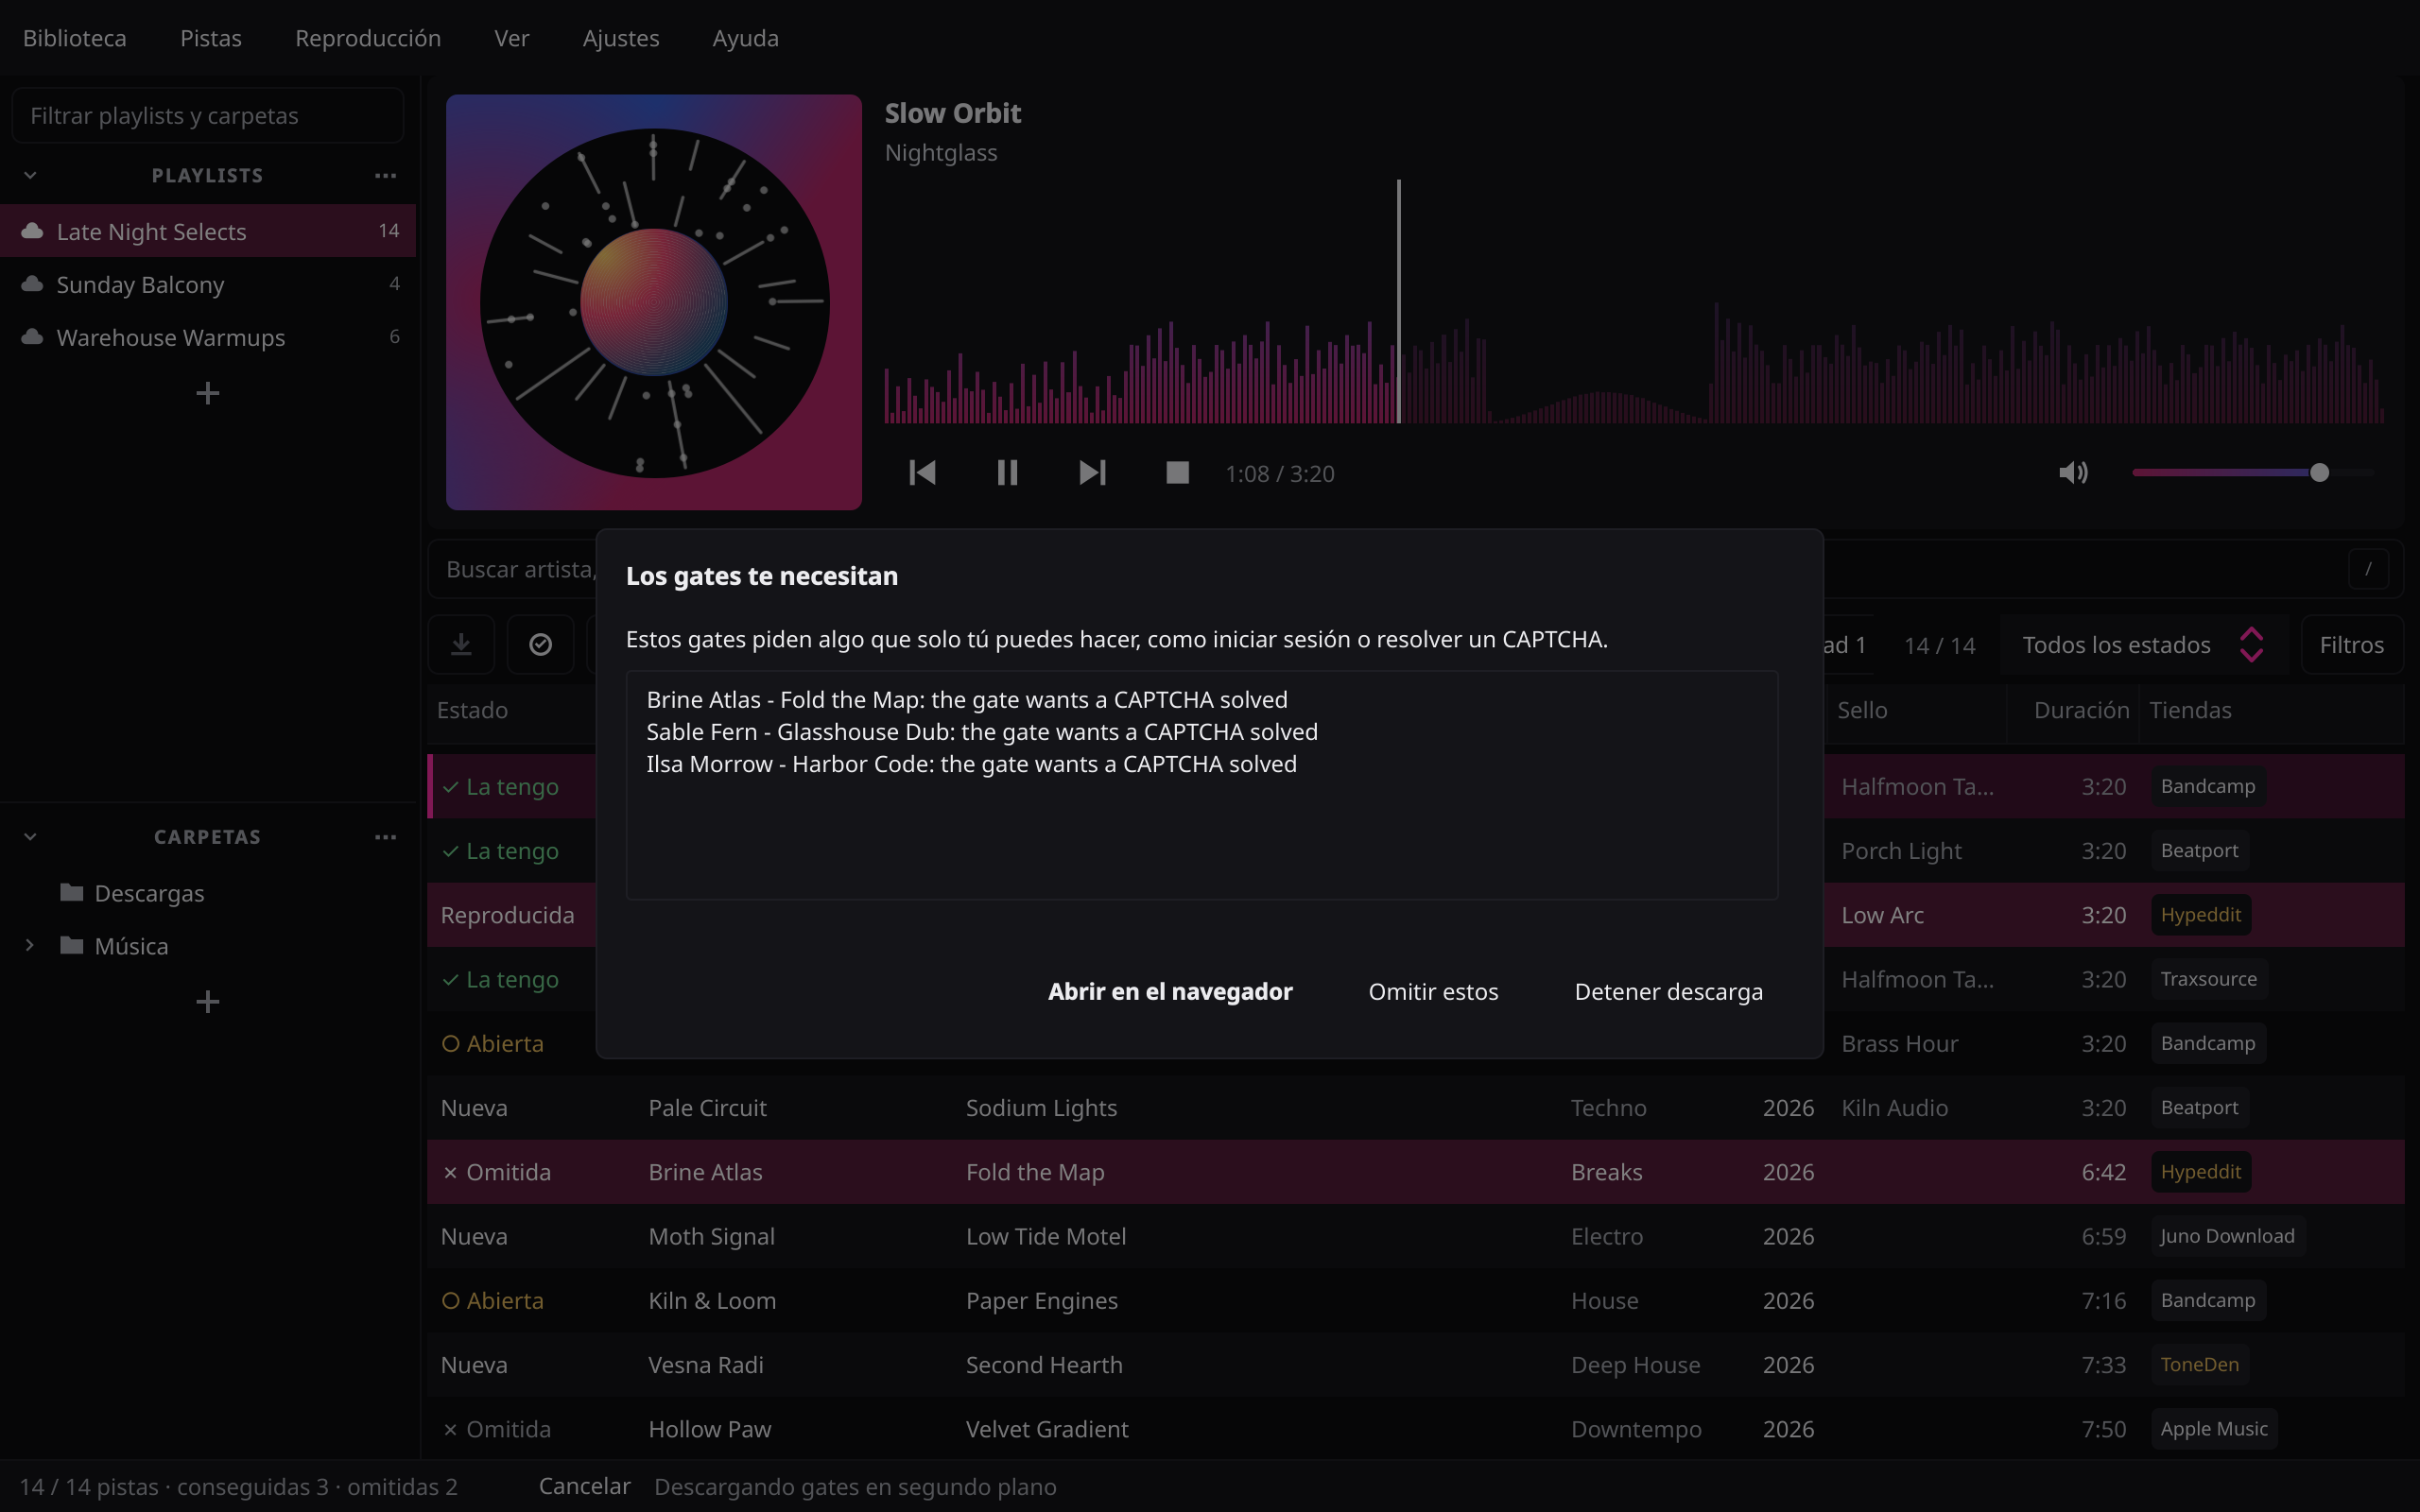 Biblioteca Pistas Reproducción Ver Ajustes Ayuda
Filtrar playlists y carpetas
PLAYLISTS
Late Night Selects 14
Sunday Balcony 4
Warehouse Warmups 6
CARPETAS
Descargas
Música
Slow Orbit
Nightglass
1:08 / 3:20
Buscar artista, /
ad 1 14 / 14 Todos los estados Filtros
Estado Sello Duración Tiendas
La tengo Halfmoon Ta... 3:20 Bandcamp
La tengo Porch Light 3:20 Beatport
Reproducida Low Arc 3:20 Hypeddit
La tengo Halfmoon Ta... 3:20 Traxsource
Abierta Brass Hour 3:20 Bandcamp
Nueva Pale Circuit Sodium Lights Techno 2026 Kiln Audio 3:20 Beatport
Omitida Brine Atlas Fold the Map Breaks 2026 6:42 Hypeddit
Nueva Moth Signal Low Tide Motel Electro 2026 6:59 Juno Download
Abierta Kiln & Loom Paper Engines House 2026 7:16 Bandcamp
Nueva Vesna Radi Second Hearth Deep House 2026 7:33 ToneDen
Omitida Hollow Paw Velvet Gradient Downtempo 2026 7:50 Apple Music
Los gates te necesitan
Estos gates piden algo que solo tú puedes hacer, como iniciar sesión o resolver un CAPTCHA.
Brine Atlas - Fold the Map: the gate wants a CAPTCHA solved
Sable Fern - Glasshouse Dub: the gate wants a CAPTCHA solved
Ilsa Morrow - Harbor Code: the gate wants a CAPTCHA solved
Abrir en el navegador Omitir estos Detener descarga
14 / 14 pistas · conseguidas 3 · omitidas 2 Cancelar Descargando gates en segundo plano